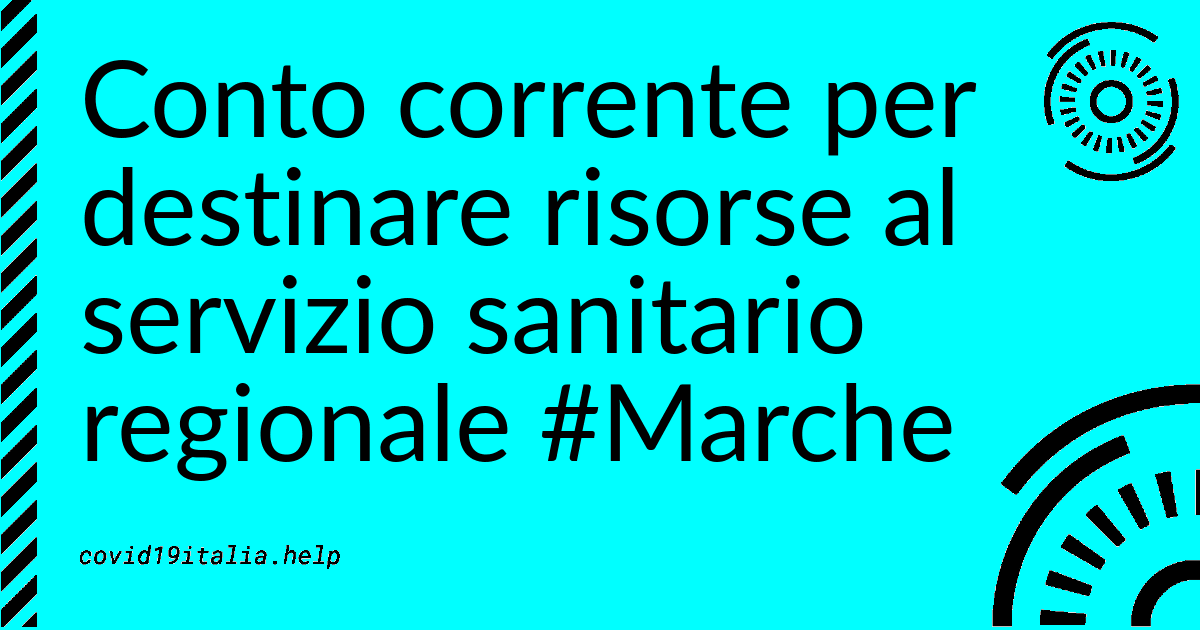 Conto corrente per
destinare risorse al
servizio sanitario
regionale #Marche
covid19italia.help